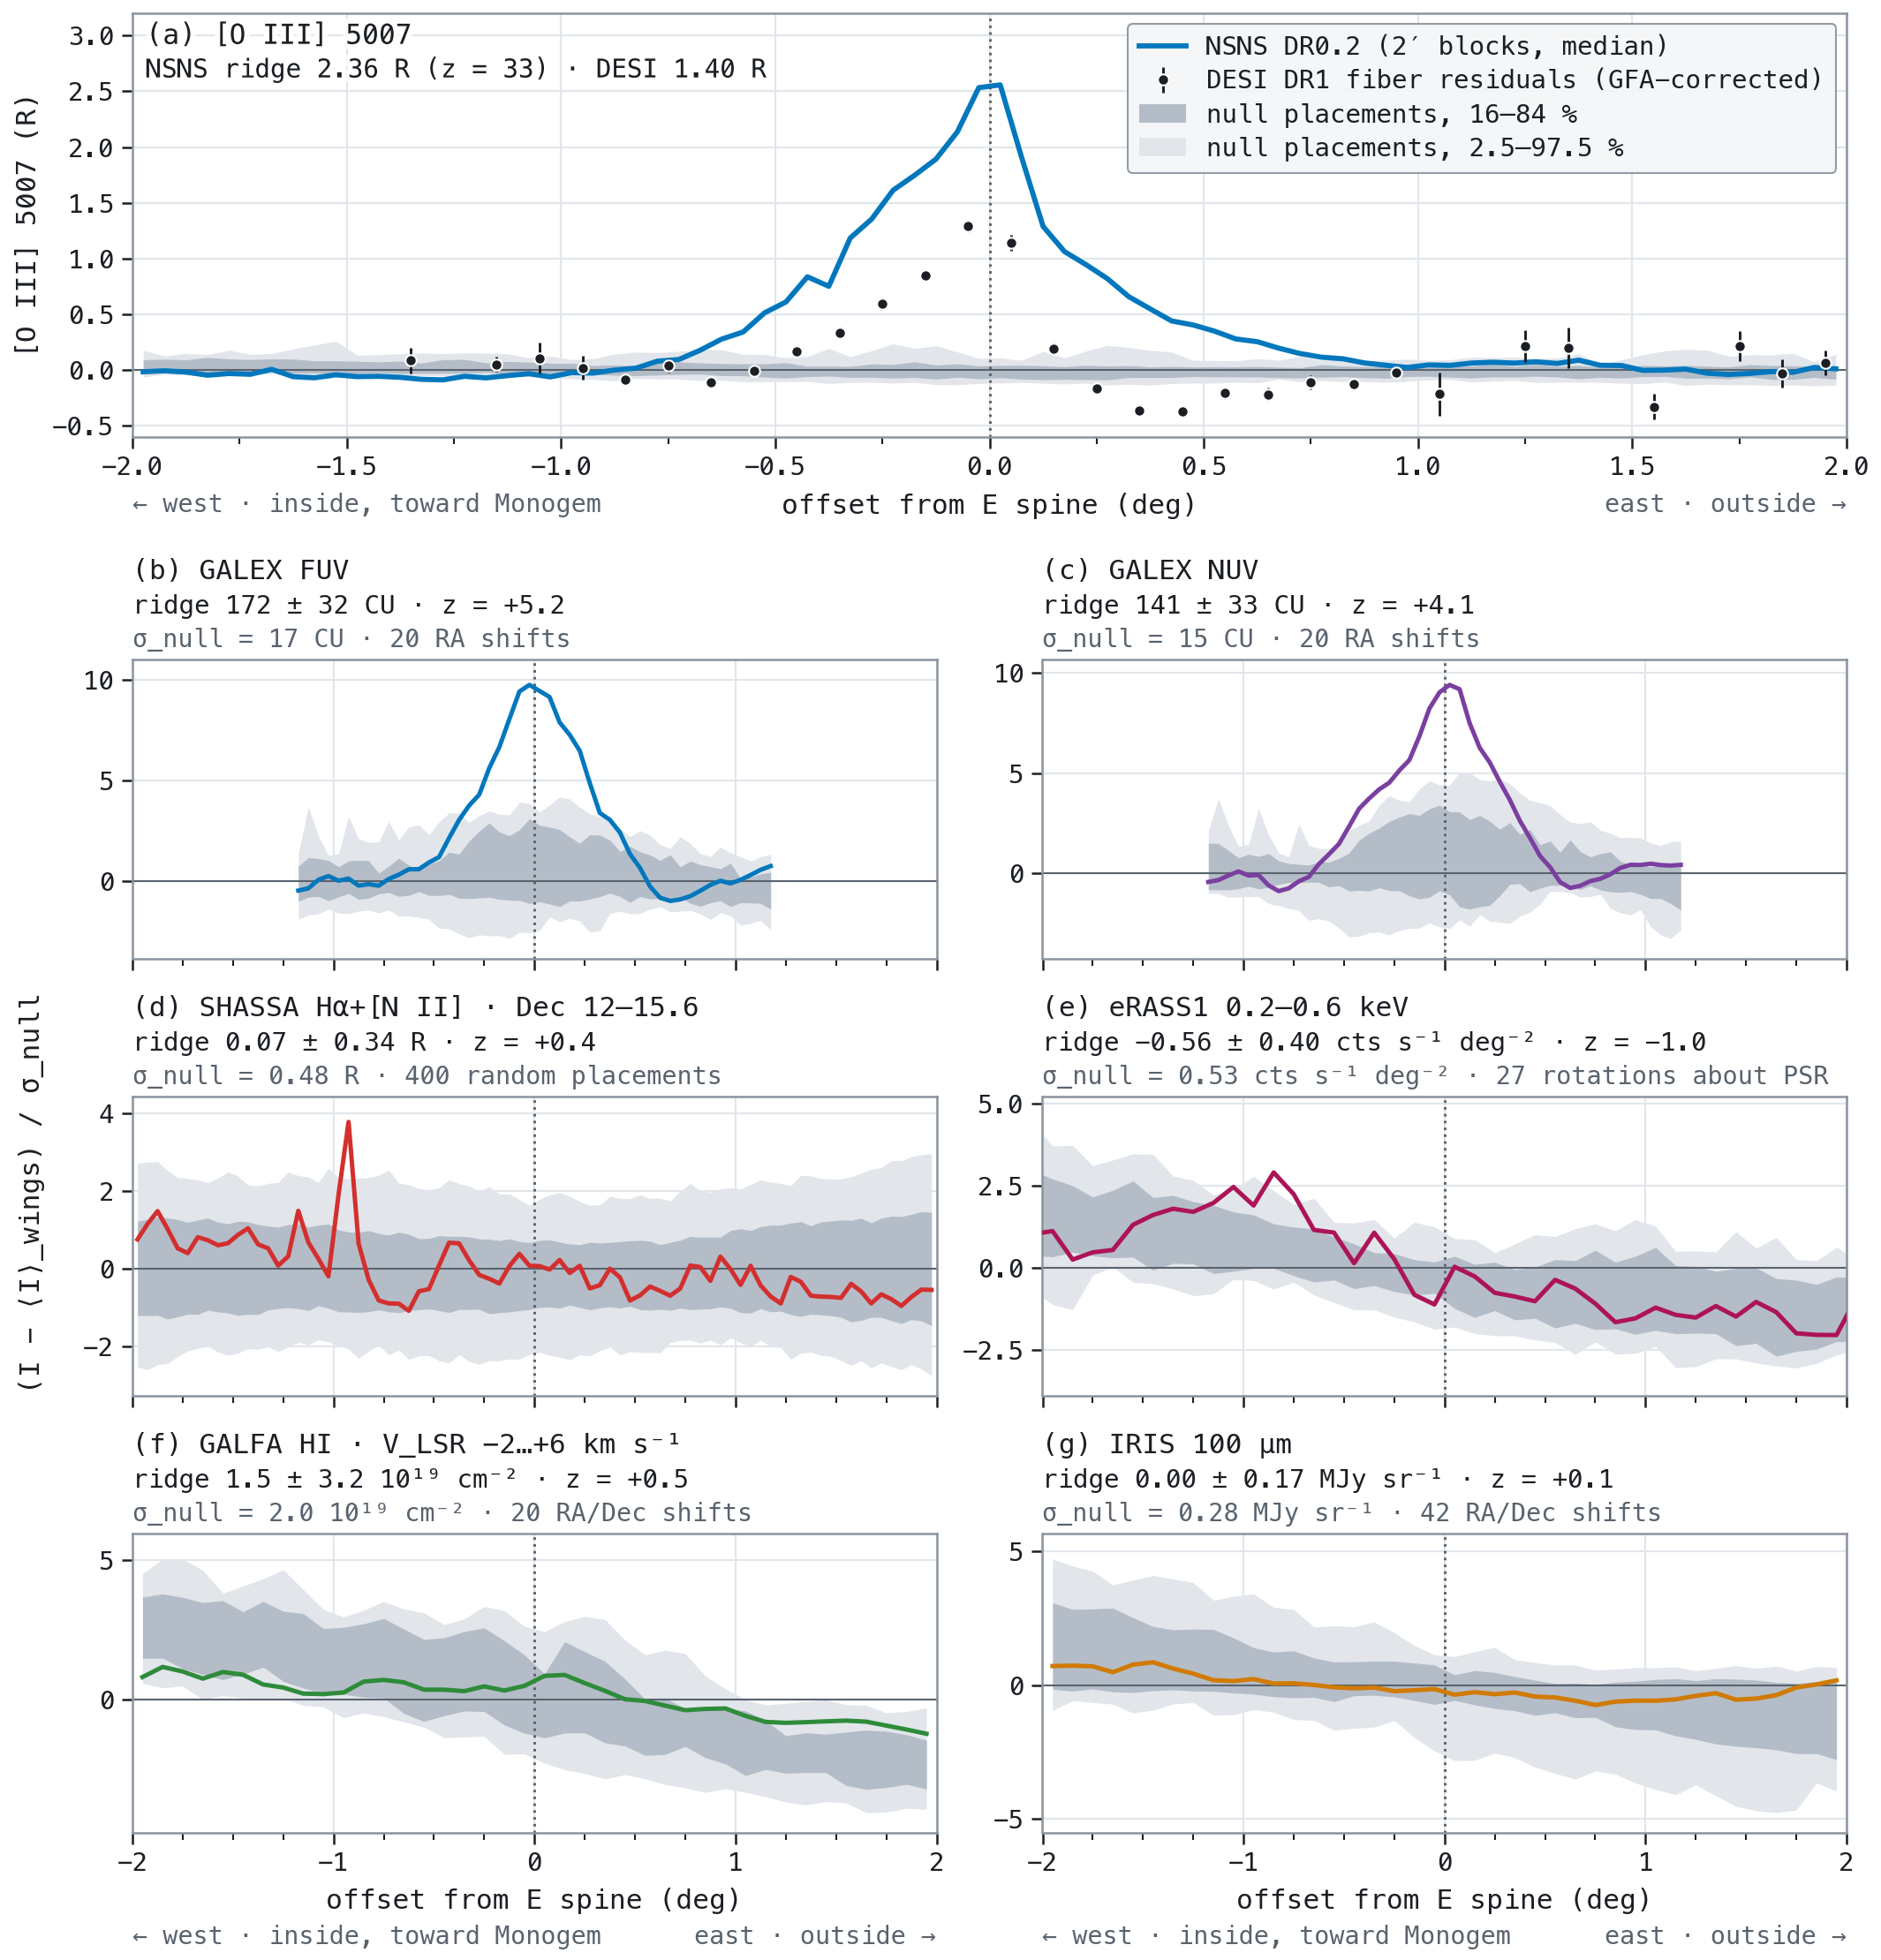 (a) [O III] 5007
NSNS ridge 2.36 R (z = 33) · DESI 1.40 R
NSNS DR0.2 (2′ blocks, median)
DESI DR1 fiber residuals (GFA−corrected)
null placements, 16–84 %
null placements, 2.5–97.5 %
[O III] 5007 (R)
3.0
2.5
2.0
1.5
1.0
0.5
0.0
−0.5
−2.0 −1.5 −1.0 −0.5 0.0 0.5 1.0 1.5 2.0
← west · inside, toward Monogem
offset from E spine (deg)
east · outside →
(b) GALEX FUV
ridge 172 ± 32 CU · z = +5.2
σ_null = 17 CU · 20 RA shifts
10
5
0
(c) GALEX NUV
ridge 141 ± 33 CU · z = +4.1
σ_null = 15 CU · 20 RA shifts
10
5
0
(I − ⟨I⟩_wings) / σ_null
(d) SHASSA Hα+[N II] · Dec 12–15.6
ridge 0.07 ± 0.34 R · z = +0.4
σ_null = 0.48 R · 400 random placements
4
2
0
−2
(e) eRASS1 0.2–0.6 keV
ridge −0.56 ± 0.40 cts s⁻¹ deg⁻² · z = −1.0
σ_null = 0.53 cts s⁻¹ deg⁻² · 27 rotations about PSR
5.0
2.5
0.0
−2.5
(f) GALFA HI · V_LSR −2…+6 km s⁻¹
ridge 1.5 ± 3.2 10¹⁹ cm⁻² · z = +0.5
σ_null = 2.0 10¹⁹ cm⁻² · 20 RA/Dec shifts
5
0
−2 −1 0 1 2
offset from E spine (deg)
← west · inside, toward Monogem
east · outside →
(g) IRIS 100 μm
ridge 0.00 ± 0.17 MJy sr⁻¹ · z = +0.1
σ_null = 0.28 MJy sr⁻¹ · 42 RA/Dec shifts
5
0
−5
−2 −1 0 1 2
offset from E spine (deg)
← west · inside, toward Monogem
east · outside →